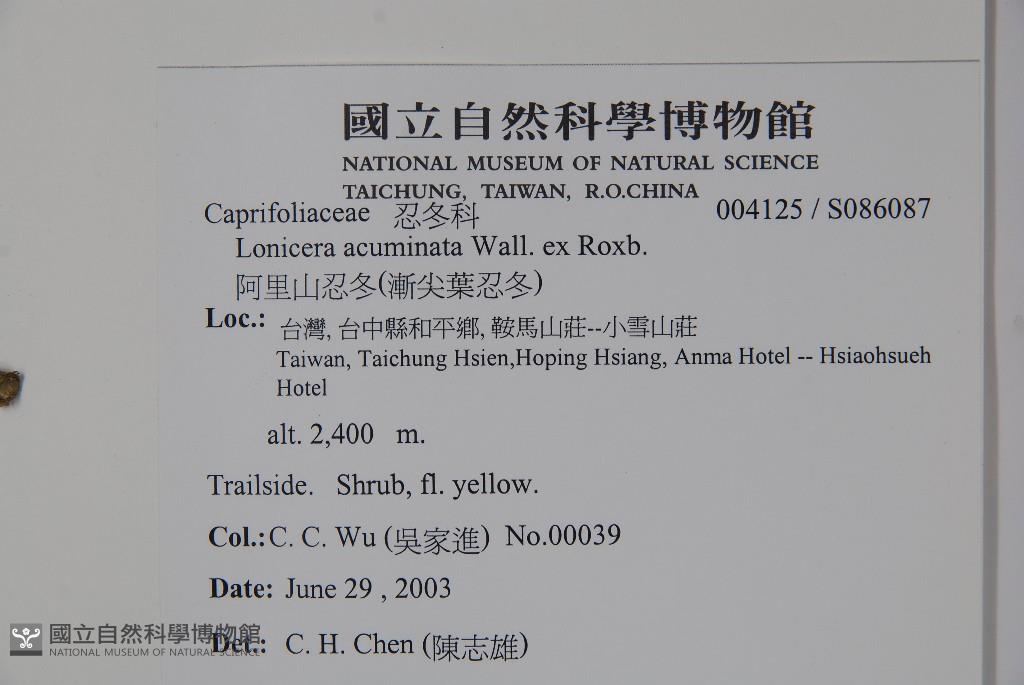 國立自然科學博物館
NATIONAL MUSEUM OF NATURAL SCIENCE
TAICHUNG, TAIWAN, R.O.CHINA
Caprifoliaceae 忍冬科 004125 / S086087
Lonicera acuminata Wall. ex Roxb.
阿里山忍冬(漸尖葉忍冬)
Loc.: 台灣, 台中縣和平鄉, 鞍馬山莊--小雪山莊
Taiwan, Taichung Hsien,Hoping Hsiang, Anma Hotel -- Hsiaohsueh
Hotel
alt. 2,400 m.
Trailside. Shrub, fl. yellow.
Col.: C. C. Wu (吳家進) No.00039
Date: June 29 , 2003
Det.: C. H. Chen (陳志雄)
國立自然科學博物館
NATIONAL MUSEUM OF NATURAL SCIENCE